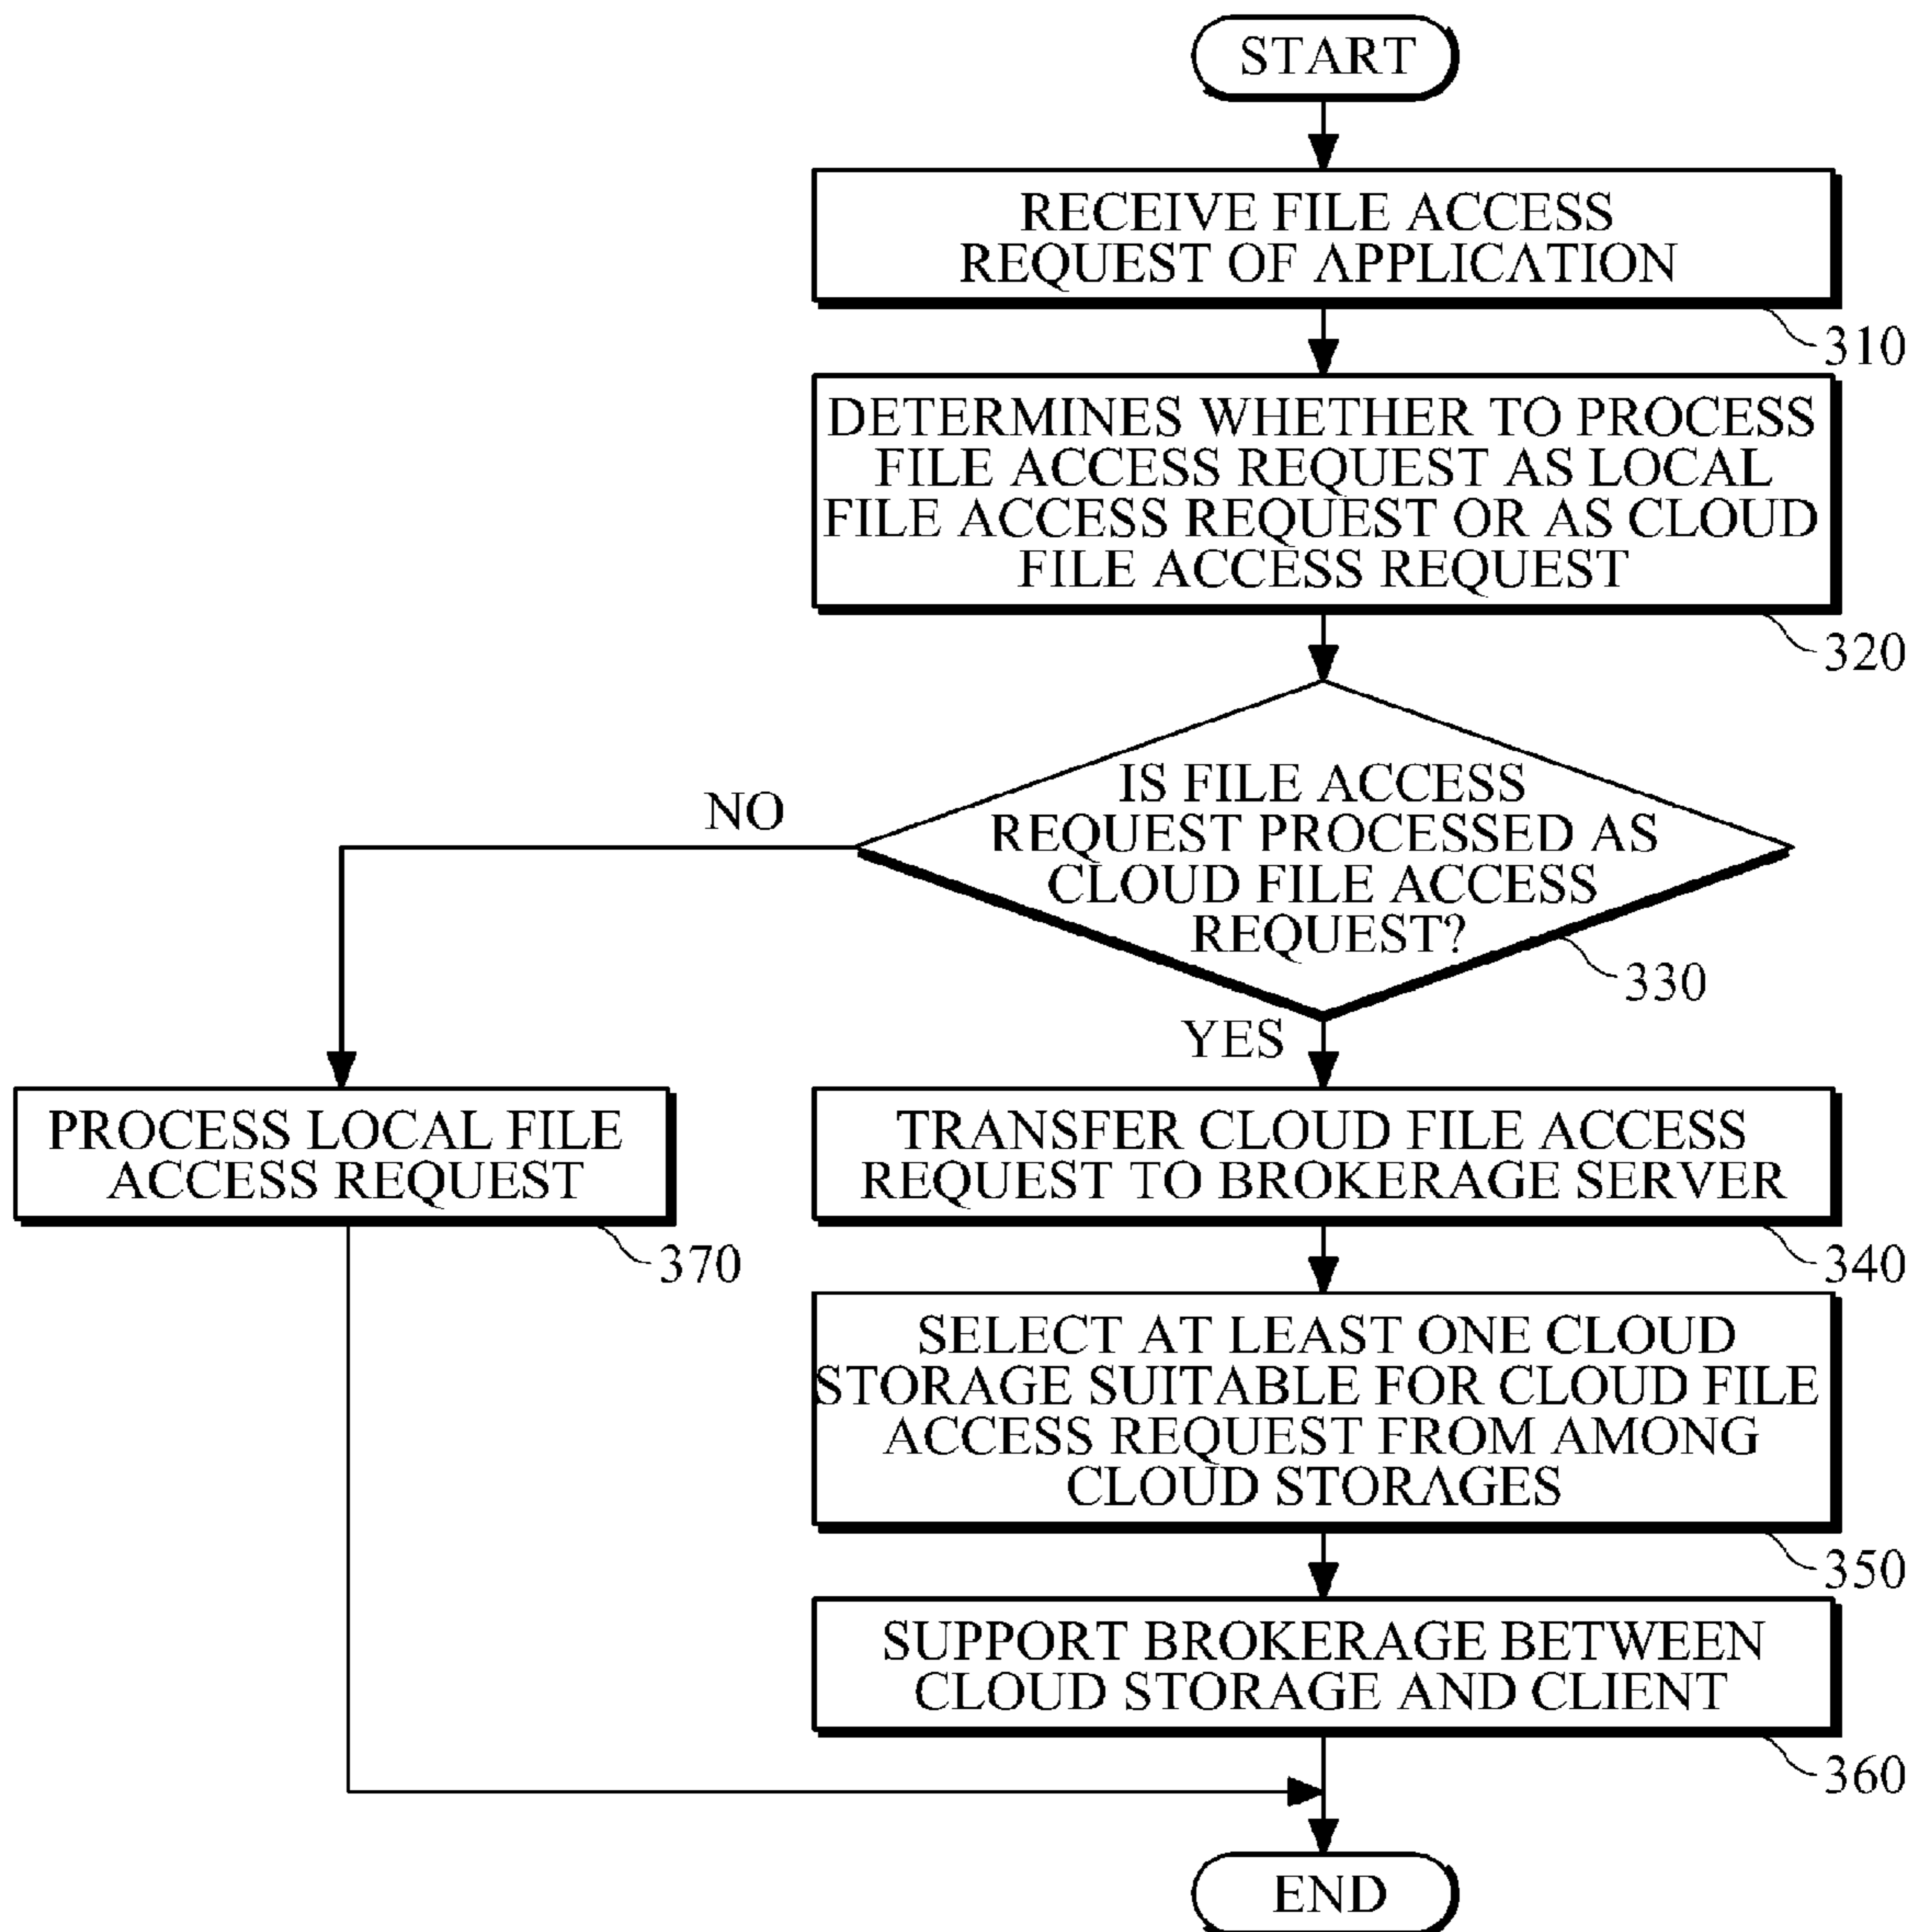 START
RECEIVE FILE ACCESS
REQUEST OF APPLICATION
310
DETERMINES WHETHER TO PROCESS
FILE ACCESS REQUEST AS LOCAL
FILE ACCESS REQUEST OR AS CLOUD
FILE ACCESS REQUEST
320
IS FILE ACCESS
REQUEST PROCESSED AS
CLOUD FILE ACCESS
REQUEST?
330
NO
YES
PROCESS LOCAL FILE
ACCESS REQUEST
370
TRANSFER CLOUD FILE ACCESS
REQUEST TO BROKERAGE SERVER
340
SELECT AT LEAST ONE CLOUD
STORAGE SUITABLE FOR CLOUD FILE
ACCESS REQUEST FROM AMONG
CLOUD STORAGES
350
SUPPORT BROKERAGE BETWEEN
CLOUD STORAGE AND CLIENT
360
END